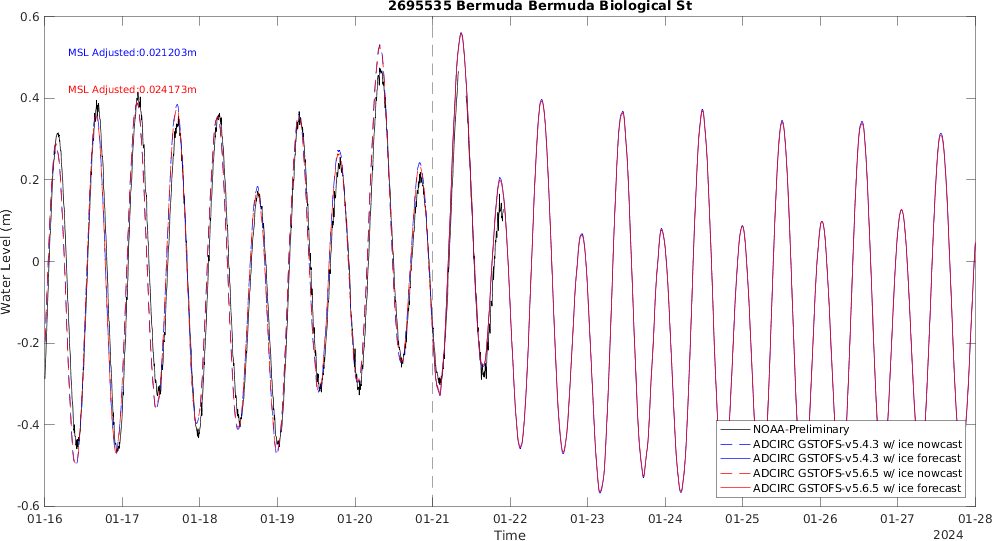 2695535 Bermuda Bermuda Biological St
0.6
MSL Adjusted:0.021203m
MSL Adjusted:0.024173m
0.4
0.2
0
-0.2
-0.4
-0.6
Water Level (m)
NOAA-Preliminary
ADCIRC GSTOFS-v5.4.3 w/ ice nowcast
ADCIRC GSTOFS-v5.4.3 w/ ice forecast
ADCIRC GSTOFS-v5.6.5 w/ ice nowcast
ADCIRC GSTOFS-v5.6.5 w/ ice forecast
01-16 01-17 01-18 01-19 01-20 01-21 01-22 01-23 01-24 01-25 01-26 01-27 01-28
Time
2024